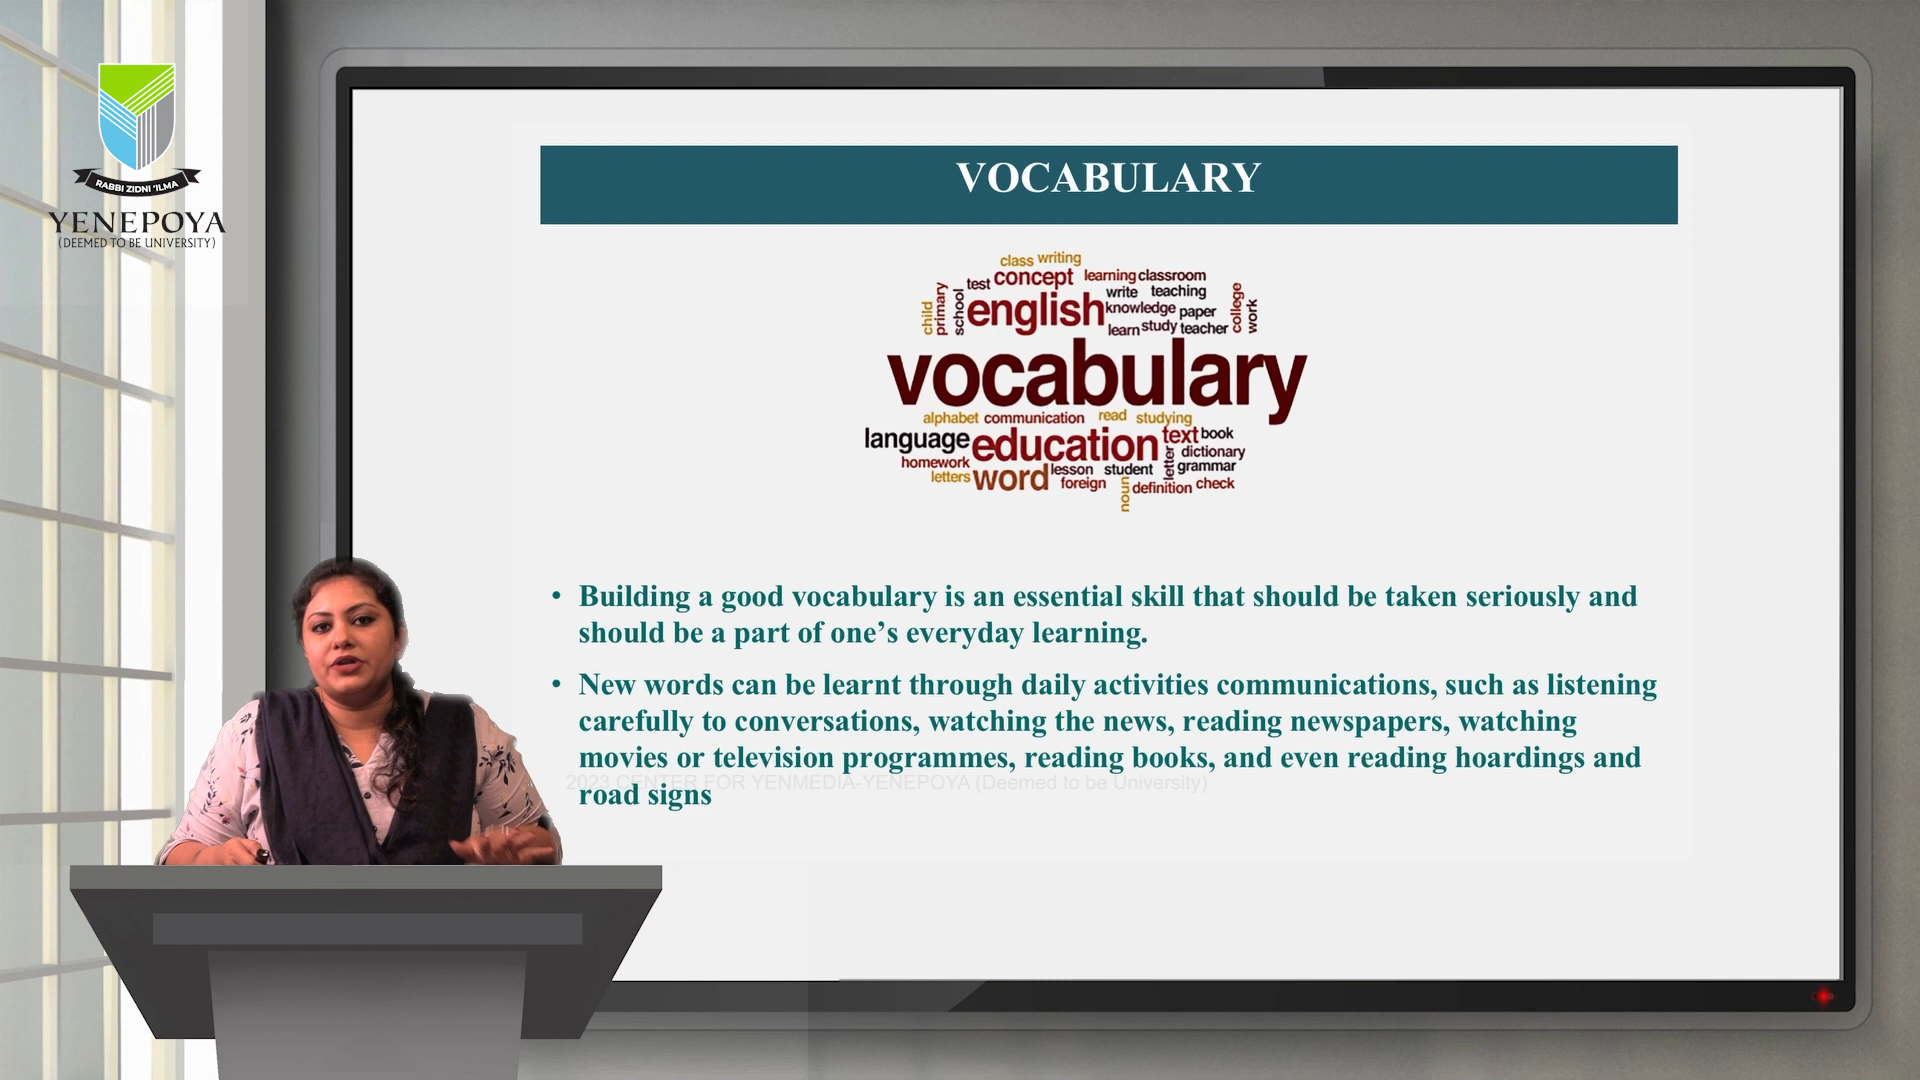 RABBI ZIDNI 'ILMA
YENEPOYA
(DEEMED TO BE UNIVERSITY)
VOCABULARY
class writing
test concept learning classroom
write teaching
child primary school english knowledge paper college work
learn study teacher
vocabulary
alphabet communication read studying
language education text book
letter dictionary
homework lesson student grammar
letters word foreign noun definition check
• Building a good vocabulary is an essential skill that should be taken seriously and
should be a part of one’s everyday learning.
• New words can be learnt through daily activities communications, such as listening
carefully to conversations, watching the news, reading newspapers, watching
movies or television programmes, reading books, and even reading hoardings and
road signs
2023 CENTER FOR YENMEDIA-YENEPOYA (Deemed to be University)